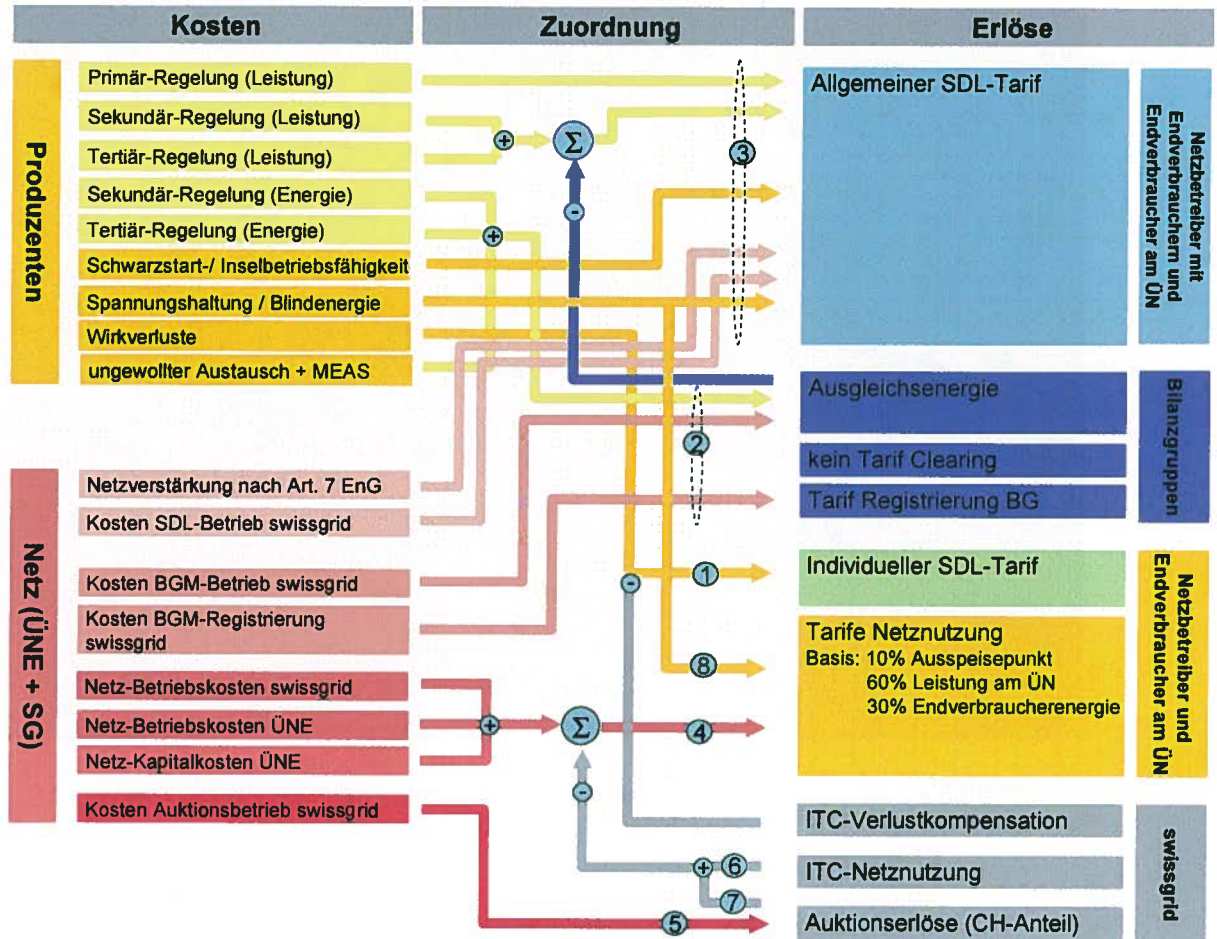 Kosten
Zuordnung
Erlöse
Produzenten
Primär-Regelung (Leistung)
Sekundär-Regelung (Leistung)
Tertiär-Regelung (Leistung)
Sekundär-Regelung (Energie)
Tertiär-Regelung (Energie)
Schwarzstart-/ Inselbetriebsfähigkeit
Spannungshaltung / Blindenergie
Wirkverluste
ungewollter Austausch + MEAS
Netz (ÜNE + SG)
Netzverstärkung nach Art. 7 EnG
Kosten SDL-Betrieb swissgrid
Kosten BGM-Betrieb swissgrid
Kosten BGM-Registrierung
swissgrid
Netz-Betriebskosten swissgrid
Netz-Betriebskosten ÜNE
Netz-Kapitalkosten ÜNE
Kosten Auktionsbetrieb swissgrid
+
Σ
-
3
+
2
1
-
8
+
Σ
4
-
+
6
7
5
Allgemeiner SDL-Tarif
Netzbetreiber mit
Endverbrauchern und
Endverbraucher am ÜN
Ausgleichsenergie
kein Tarif Clearing
Tarif Registrierung BG
Bilanzgruppen
Individueller SDL-Tarif
Tarife Netznutzung
Basis: 10% Ausspeisepunkt
60% Leistung am ÜN
30% Endverbraucherenergie
Netzbetreiber und
Endverbraucher am ÜN
ITC-Verlustkompensation
ITC-Netznutzung
Auktionserlöse (CH-Anteil)
swissgrid